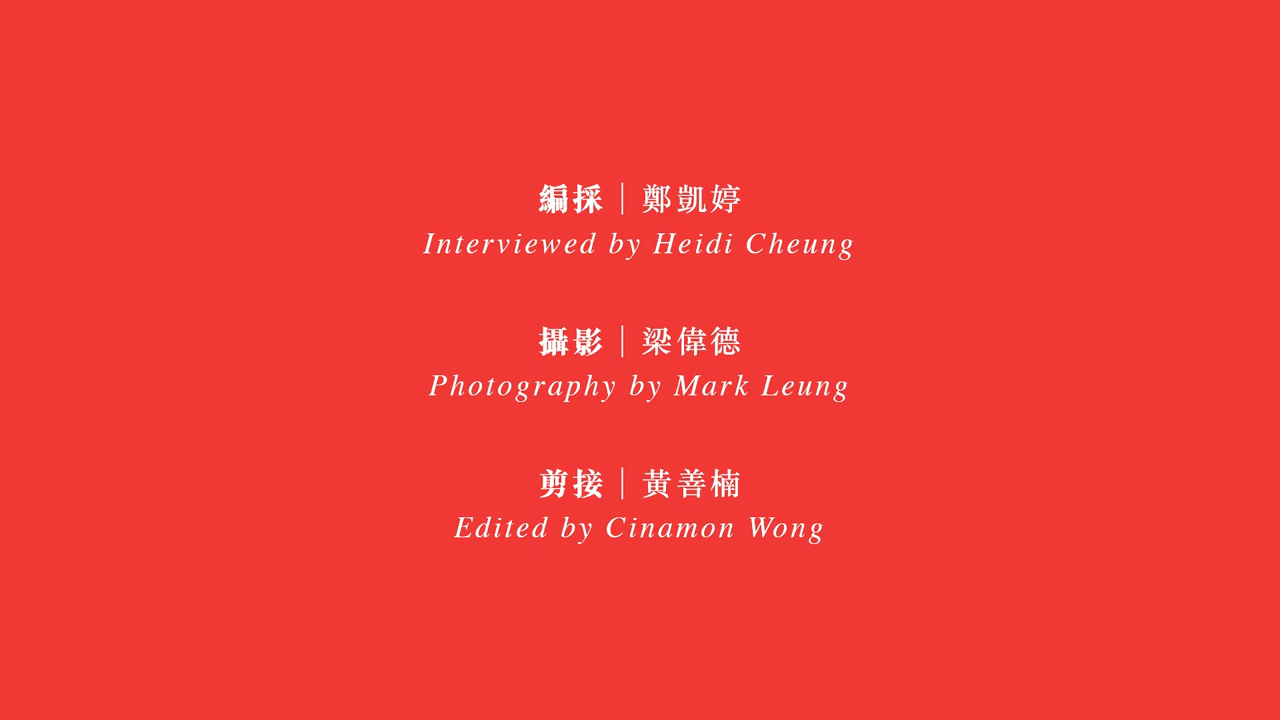 編採｜鄭凱婷
Interviewed by Heidi Cheung
攝影｜梁偉德
Photography by Mark Leung
剪接｜黃善楠
Edited by Cinamon Wong